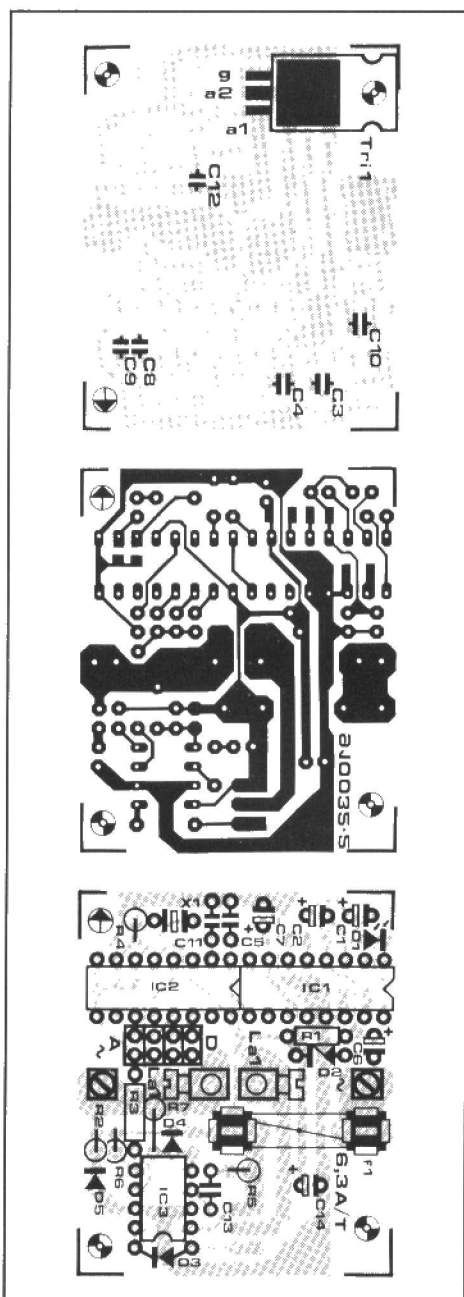 g
a2
a1
Tri1
C12
C10
C9
C8
C4
C3
X1
+
+
+
R4
C11
C5
C7
C2
C1
D1
IC2
IC1
+
A
D
R1
C6
~
La1
D2
~
R3
R7
R2
D4
R6
D5
IC3
C13
R5
+
C14
F1
6,3A/T
D3